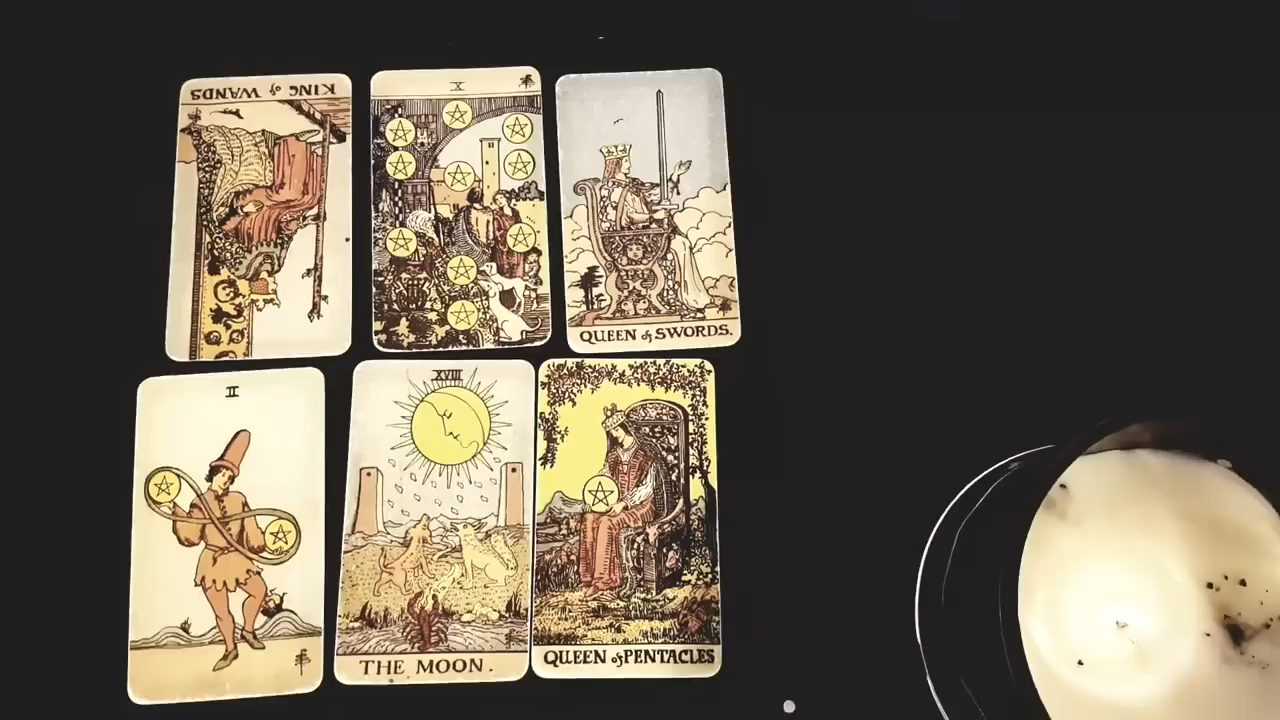 KING of WANDS
X
QUEEN of SWORDS.
II
XVIII
THE MOON.
QUEEN of PENTACLES